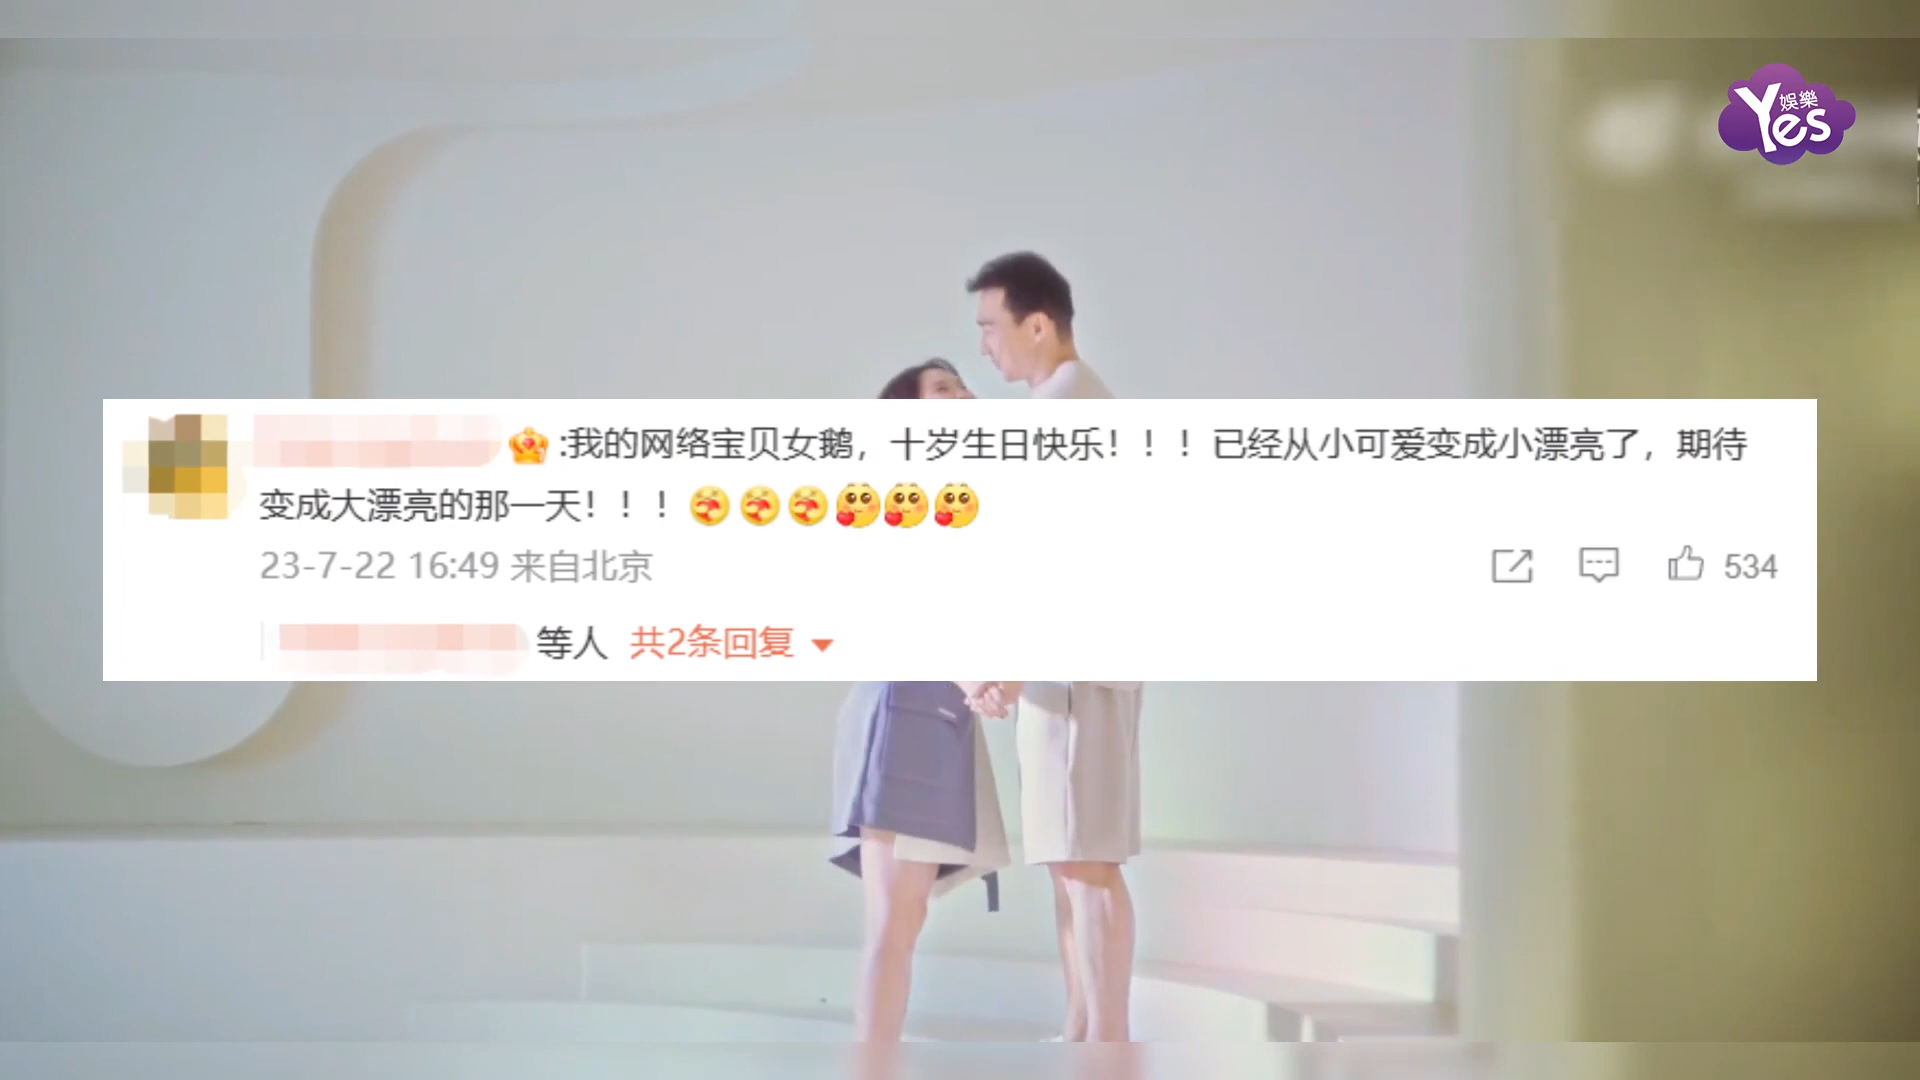 Yes 娛樂
:我的网络宝贝女鹅，十岁生日快乐！！！已经从小可爱变成小漂亮了，期待
变成大漂亮的那一天！！！
23-7-22 16:49 来自北京
534
等人 共2条回复